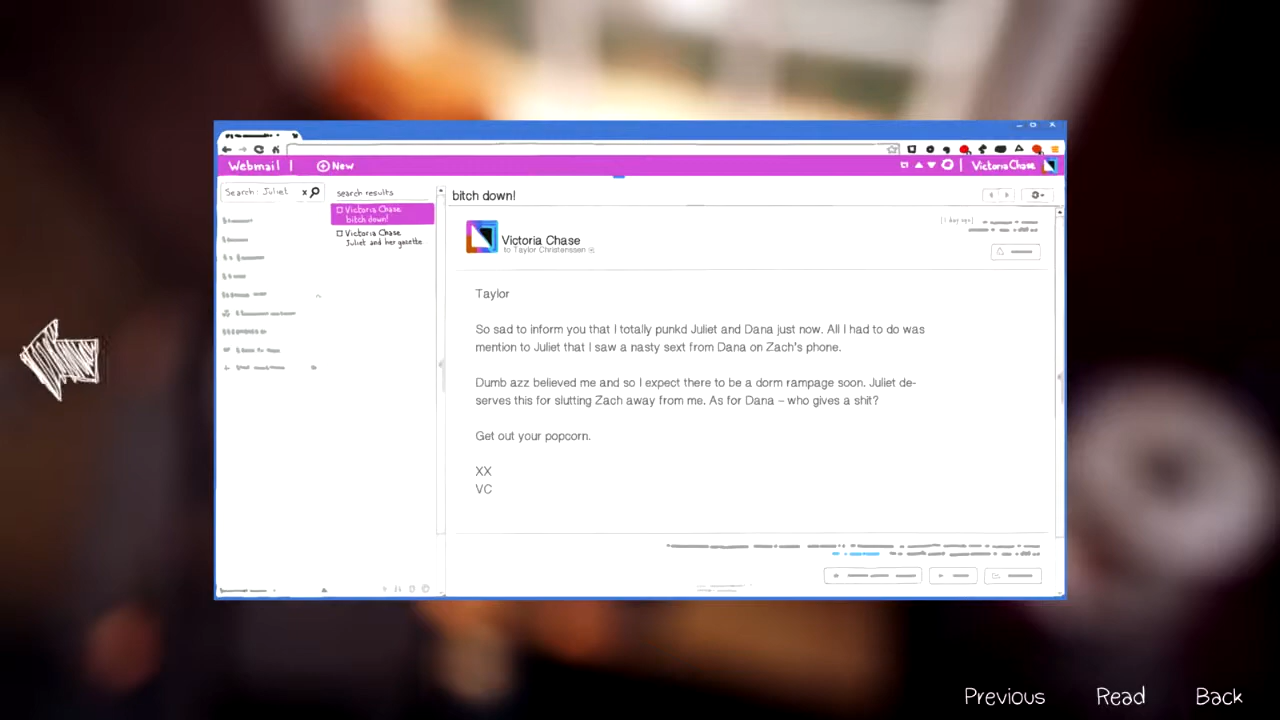 Webmail |
New
Victoria Chase
Search: Juliet
x
search results
bitch down!
Victoria Chase
bitch down!
Victoria Chase
Juliet and her gazette
[1 day ago]
Victoria Chase
to Taylor Christenssen
Taylor
So sad to inform you that I totally punkd Juliet and Dana just now. All I had to do was
mention to Juliet that I saw a nasty sext from Dana on Zach's phone.
Dumb azz believed me and so I expect there to be a dorm rampage soon. Juliet de-
serves this for slutting Zach away from me. As for Dana – who gives a shit?
Get out your popcorn.
XX
VC
Previous
Read
Back